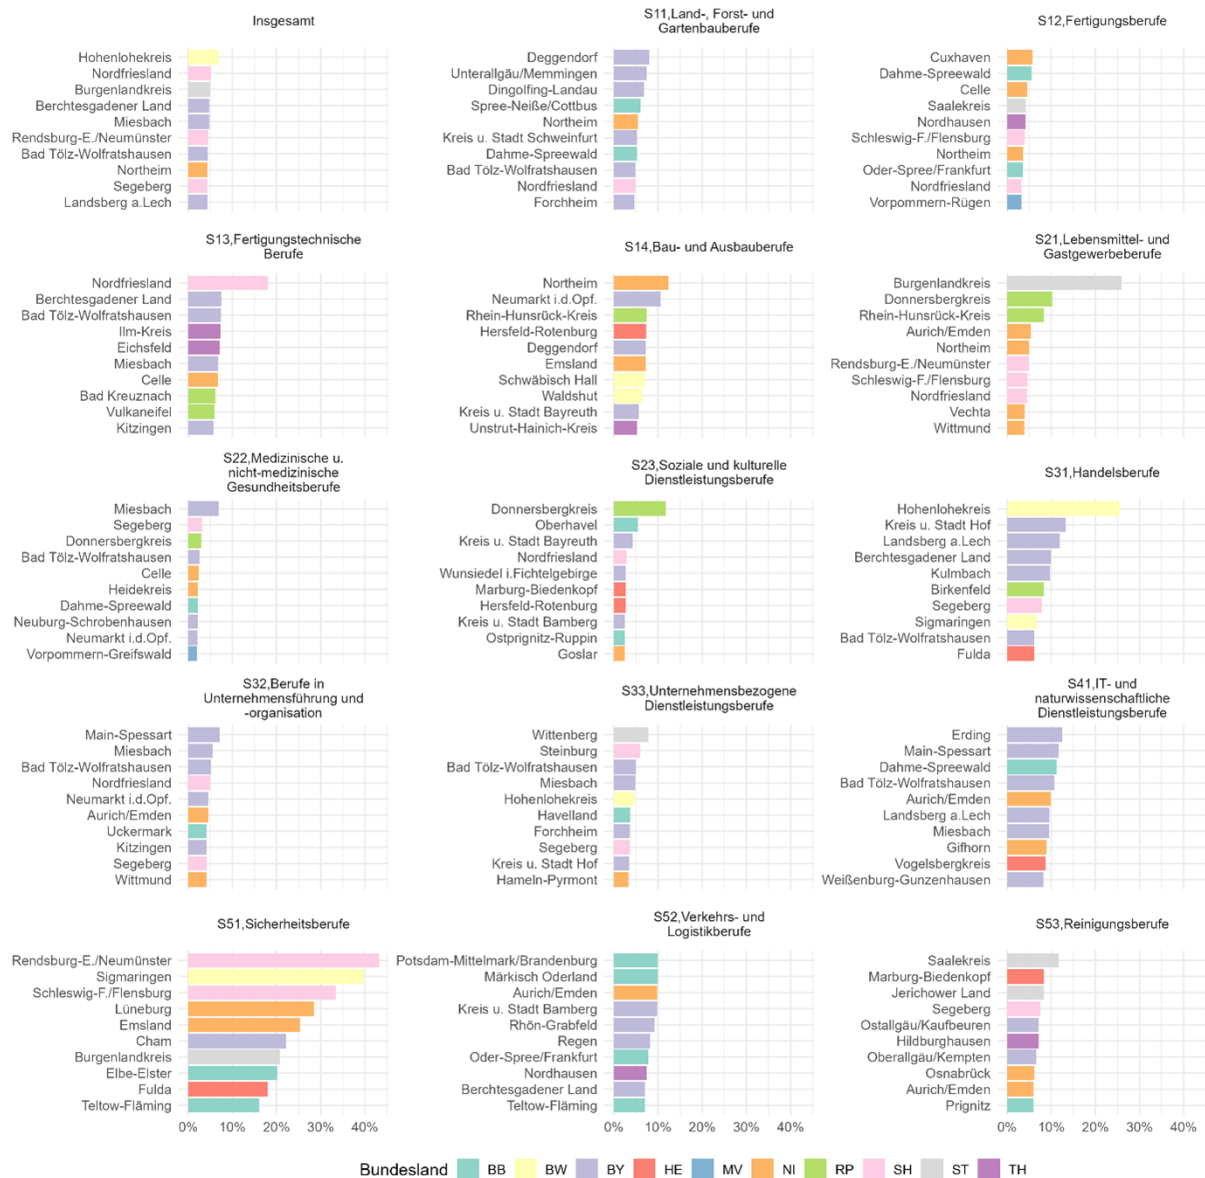 Insgesamt
Hohenlohekreis
Nordfriesland
Burgenlandkreis
Berchtesgadener Land
Miesbach
Rendsburg-E./Neumünster
Bad Tölz-Wolfratshausen
Northeim
Segeberg
Landsberg a.Lech
S11,Land-, Forst- und
Gartenbauberufe
Deggendorf
Unterallgäu/Memmingen
Dingolfing-Landau
Spree-Neiße/Cottbus
Northeim
Kreis u. Stadt Schweinfurt
Dahme-Spreewald
Bad Tölz-Wolfratshausen
Nordfriesland
Forchheim
S12,Fertigungsberufe
Cuxhaven
Dahme-Spreewald
Celle
Saalekreis
Nordhausen
Schleswig-F./Flensburg
Northeim
Oder-Spree/Frankfurt
Nordfriesland
Vorpommern-Rügen
S13,Fertigungstechnische
Berufe
Nordfriesland
Berchtesgadener Land
Bad Tölz-Wolfratshausen
Ilm-Kreis
Eichsfeld
Miesbach
Celle
Bad Kreuznach
Vulkaneifel
Kitzingen
S14,Bau- und Ausbauberufe
Northeim
Neumarkt i.d.Opf.
Rhein-Hunsrück-Kreis
Hersfeld-Rotenburg
Deggendorf
Emsland
Schwäbisch Hall
Waldshut
Kreis u. Stadt Bayreuth
Unstrut-Hainich-Kreis
S21,Lebensmittel- und
Gastgewerbeberufe
Burgenlandkreis
Donnersbergkreis
Rhein-Hunsrück-Kreis
Aurich/Emden
Northeim
Rendsburg-E./Neumünster
Schleswig-F./Flensburg
Nordfriesland
Vechta
Wittmund
S22,Medizinische u.
nicht-medizinische
Gesundheitsberufe
Miesbach
Segeberg
Donnersbergkreis
Bad Tölz-Wolfratshausen
Celle
Heidekreis
Dahme-Spreewald
Neuburg-Schrobenhausen
Neumarkt i.d.Opf.
Vorpommern-Greifswald
S23,Soziale und kulturelle
Dienstleistungsberufe
Donnersbergkreis
Oberhavel
Kreis u. Stadt Bayreuth
Nordfriesland
Wunsiedel i.Fichtelgebirge
Marburg-Biedenkopf
Hersfeld-Rotenburg
Kreis u. Stadt Bamberg
Ostprignitz-Ruppin
Goslar
S31,Handelsberufe
Hohenlohekreis
Kreis u. Stadt Hof
Landsberg a.Lech
Berchtesgadener Land
Kulmbach
Birkenfeld
Segeberg
Sigmaringen
Bad Tölz-Wolfratshausen
Fulda
S32,Berufe in
Unternehmensführung und
-organisation
Main-Spessart
Miesbach
Bad Tölz-Wolfratshausen
Nordfriesland
Neumarkt i.d.Opf.
Aurich/Emden
Uckermark
Kitzingen
Segeberg
Wittmund
S33,Unternehmensbezogene
Dienstleistungsberufe
Wittenberg
Steinburg
Bad Tölz-Wolfratshausen
Miesbach
Hohenlohekreis
Havelland
Forchheim
Segeberg
Kreis u. Stadt Hof
Hameln-Pyrmont
S41,IT- und
naturwissenschaftliche
Dienstleistungsberufe
Erding
Main-Spessart
Dahme-Spreewald
Bad Tölz-Wolfratshausen
Aurich/Emden
Landsberg a.Lech
Miesbach
Gifhorn
Vogelsbergkreis
Weißenburg-Gunzenhausen
S51,Sicherheitsberufe
Rendsburg-E./Neumünster
Sigmaringen
Schleswig-F./Flensburg
Lüneburg
Emsland
Cham
Burgenlandkreis
Elbe-Elster
Fulda
Teltow-Fläming
0% 10% 20% 30% 40%
S52,Verkehrs- und
Logistikberufe
Potsdam-Mittelmark/Brandenburg
Märkisch Oderland
Aurich/Emden
Kreis u. Stadt Bamberg
Rhön-Grabfeld
Regen
Oder-Spree/Frankfurt
Nordhausen
Berchtesgadener Land
Teltow-Fläming
0% 10% 20% 30% 40%
S53,Reinigungsberufe
Saalekreis
Marburg-Biedenkopf
Jerichower Land
Segeberg
Ostallgäu/Kaufbeuren
Hildburghausen
Oberallgäu/Kempten
Osnabrück
Aurich/Emden
Prignitz
0% 10% 20% 30% 40%
Bundesland BB BW BY HE MV NI RP SH ST TH